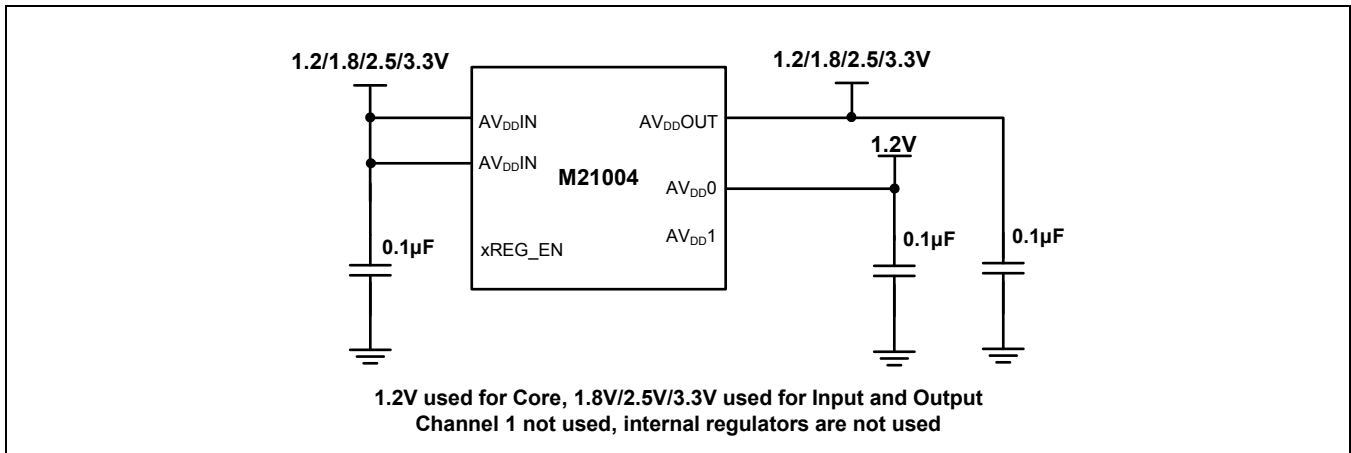 1.2/1.8/2.5/3.3V
1.2/1.8/2.5/3.3V
AVDDIN
AVDDOUT
1.2V
AVDDIN
M21004
AVDD0
AVDD1
0.1µF
xREG_EN
0.1µF
0.1µF
1.2V used for Core, 1.8V/2.5V/3.3V used for Input and Output
Channel 1 not used, internal regulators are not used